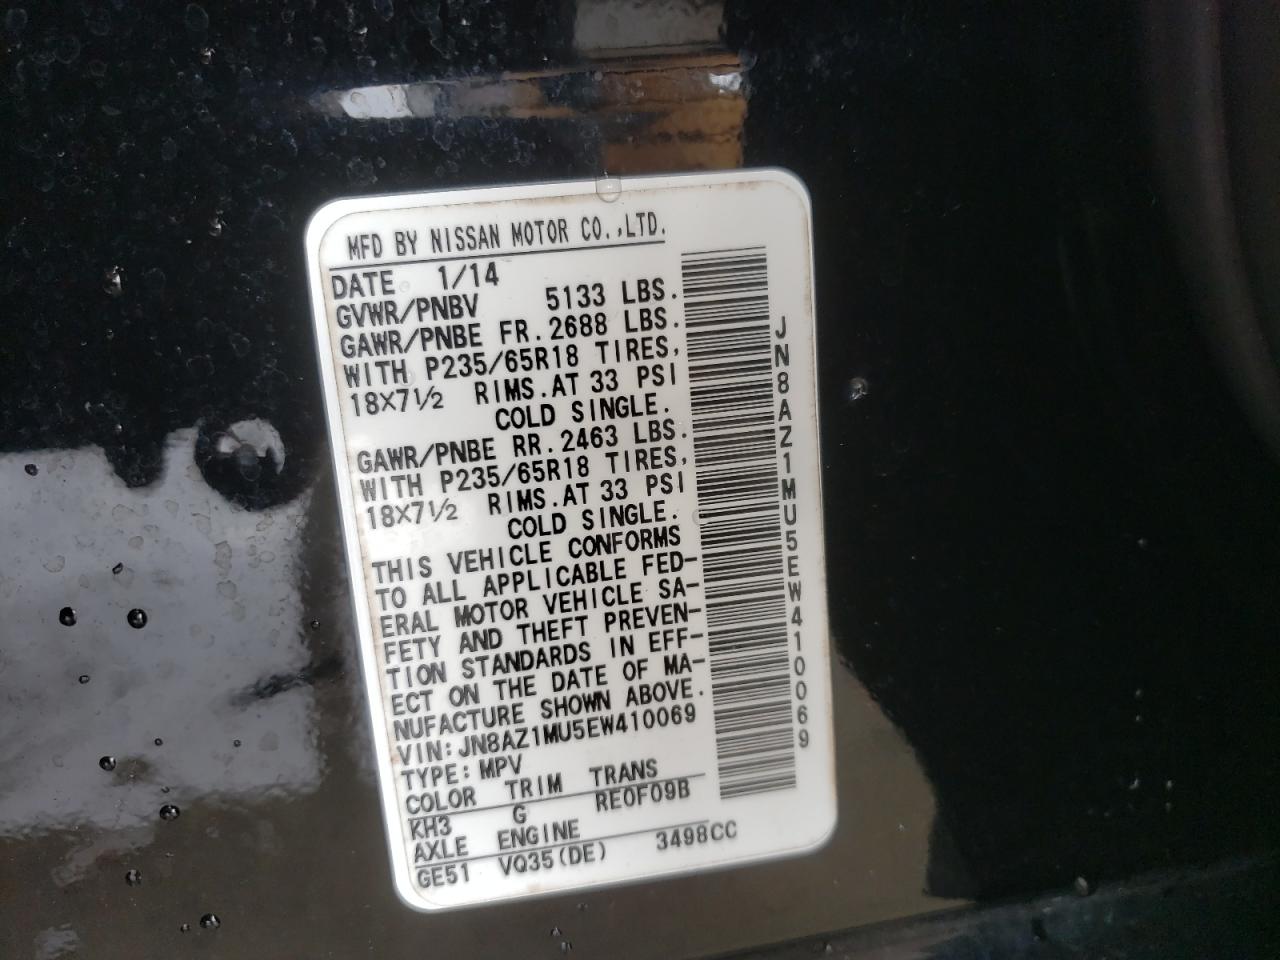 MFD BY NISSAN MOTOR CO.,LTD.
DATE 1/14
GVWR/PNBV 5133 LBS.
GAWR/PNBE FR.2688 LBS.
WITH P235/65R18 TIRES,
18X7½ RIMS.AT 33 PSI
COLD SINGLE.
GAWR/PNBE RR.2463 LBS.
WITH P235/65R18 TIRES,
18X7½ RIMS.AT 33 PSI
COLD SINGLE.
THIS VEHICLE CONFORMS
TO ALL APPLICABLE FED-
ERAL MOTOR VEHICLE SA-
FETY AND THEFT PREVEN-
TION STANDARDS IN EFF-
ECT ON THE DATE OF MA-
NUFACTURE SHOWN ABOVE.
VIN:JN8AZ1MU5EW410069
TYPE:MPV
COLOR TRIM TRANS
KH3 G RE0F09B
AXLE ENGINE
GE51 VQ35(DE) 3498CC
JN8AZ1MU5EW410069